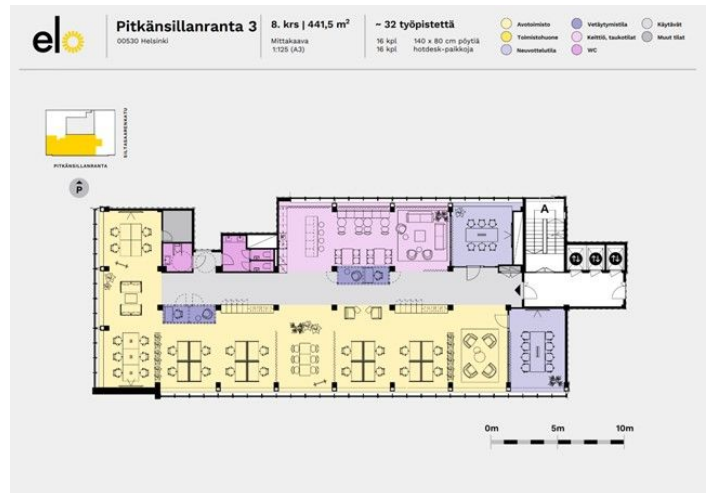 elo
Pitkänsillanranta 3
00530 Helsinki
8. krs | 441,5 m²
Mittakaava
1:125 (A3)
~ 32 työpistettä
16 kpl 140 x 80 cm pöytiä
16 kpl hotdesk-paikkoja
Avotoimisto
Toimistohuone
Neuvottelutila
Vetäytymistila
Keittiö, taukotilat
WC
Käytävät
Muut tilat
SILTASAARENKATU
PITKÄNSILLANRANTA
P
A
0m 5m 10m